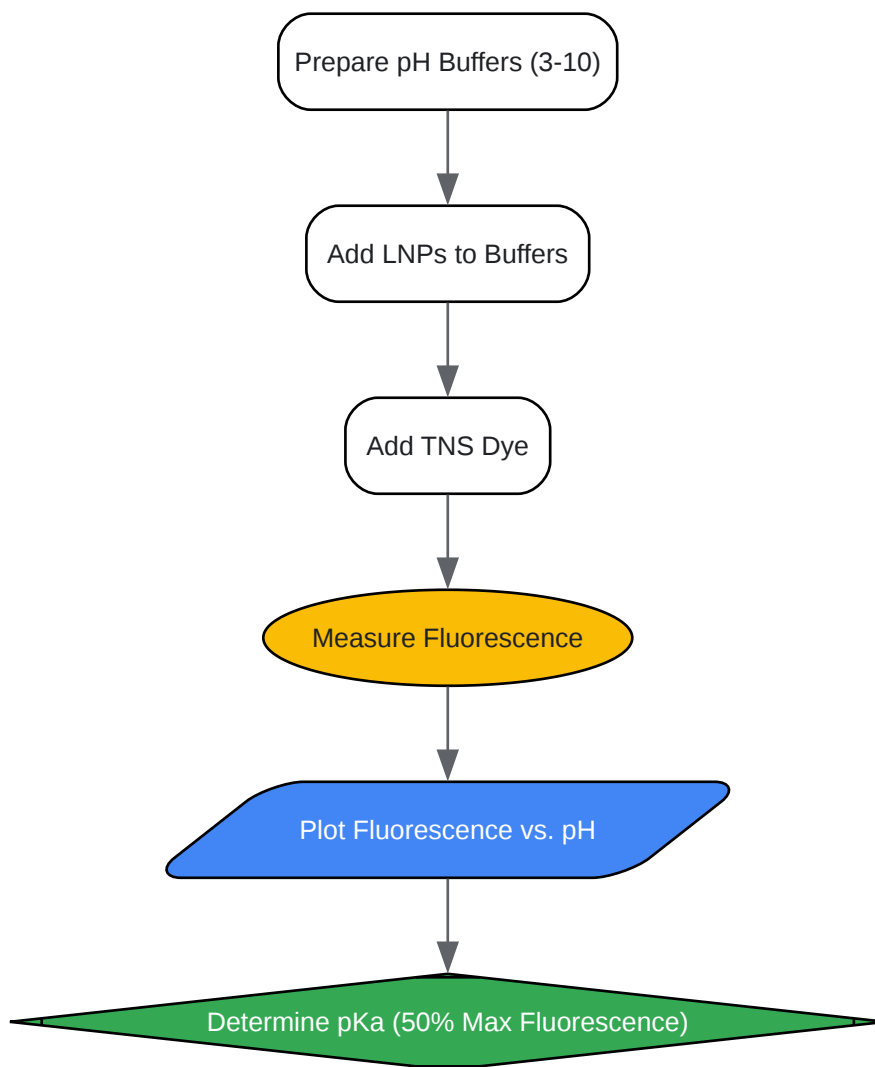 Prepare pH Buffers (3-10)
Add LNPs to Buffers
Add TNS Dye
Measure Fluorescence
Plot Fluorescence vs. pH
Determine pKa (50% Max Fluorescence)